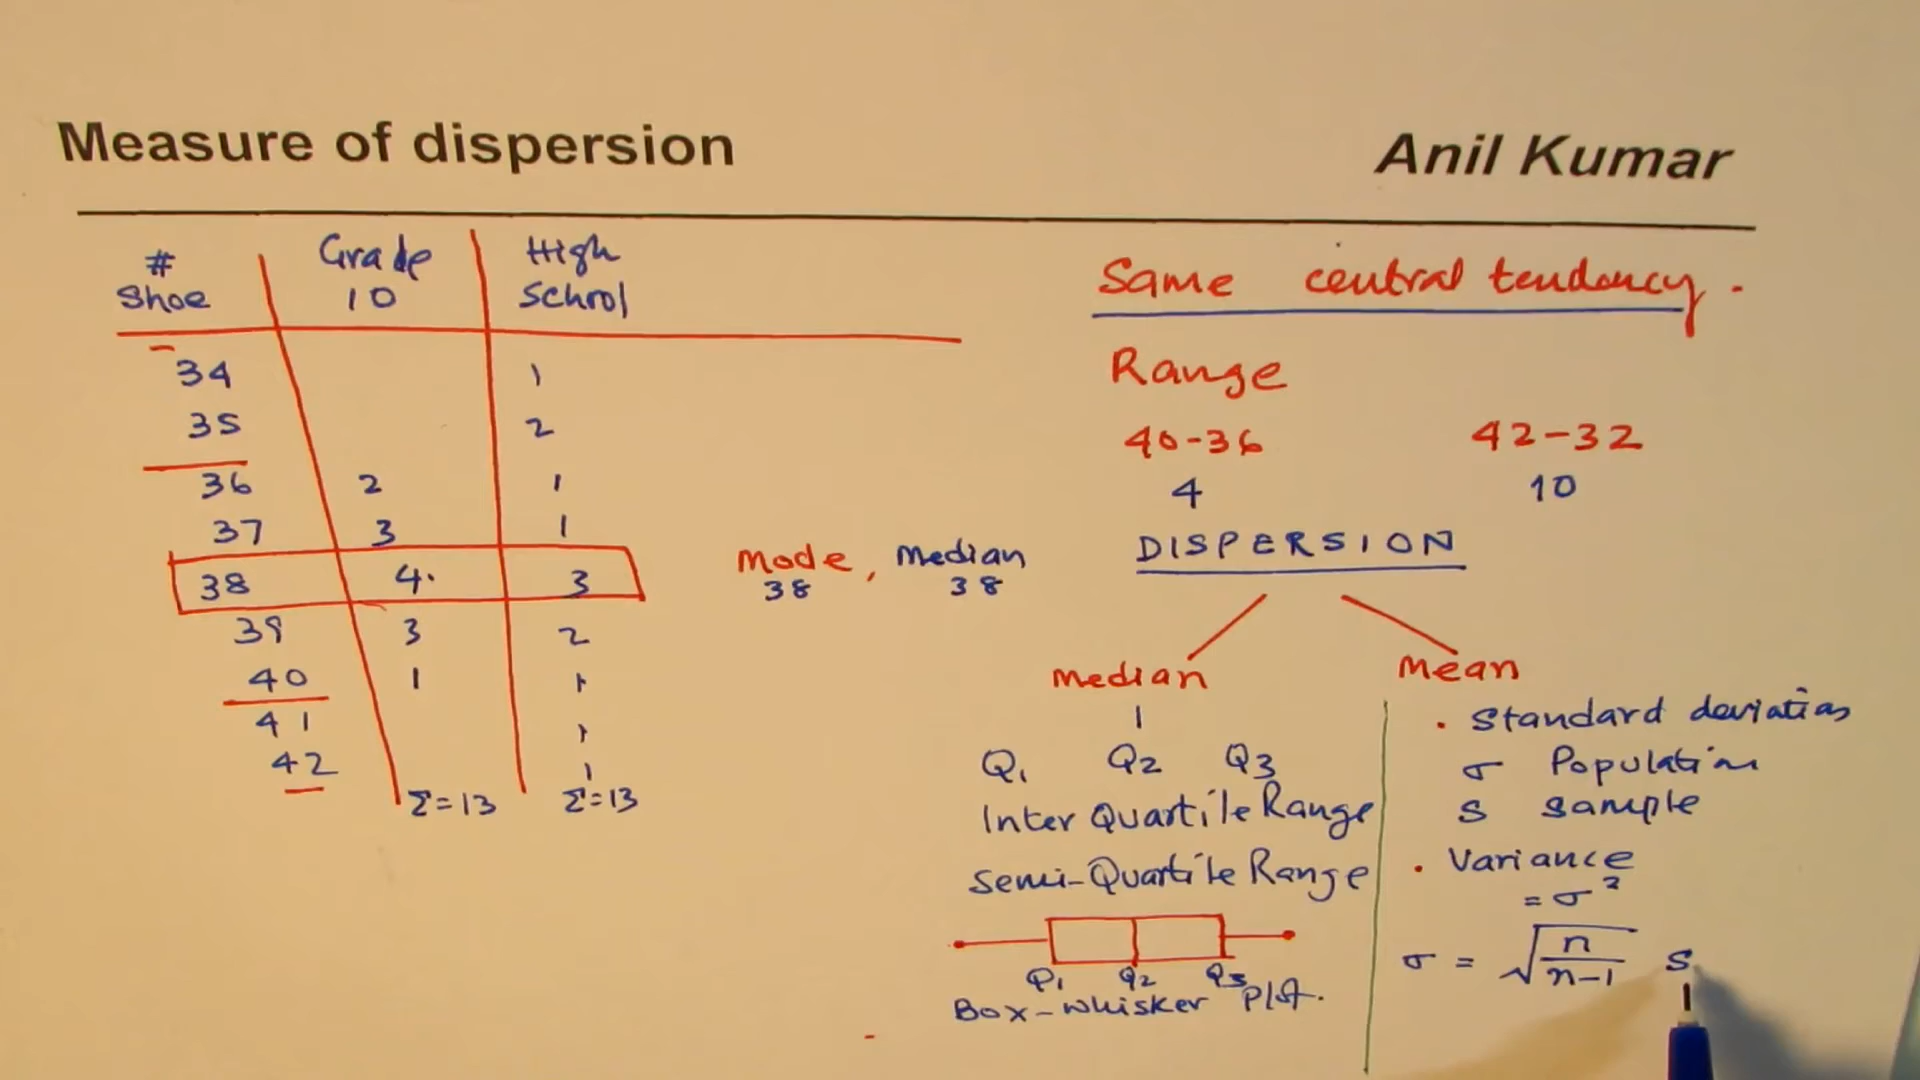 Measure of dispersion
Anil Kumar
# Shoe Grade 10 High School
34 1
35 2
36 2 1
37 3 1
38 4. 3
39 3 2
40 1 1
41 1
42 1
Σ=13 Σ=13
Mode, Median
38 38
Same central tendancy.
Range
40-36 42-32
4 10
DISPERSION
Median
Q1 Q2 Q3
Inter Quartile Range
Semi-Quartile Range
Q1 Q2 Q3
Box-Whisker Plot.
Mean
. Standard deviation
σ Population
s sample
. Variance
= σ²
σ = √(n/(n-1)) s